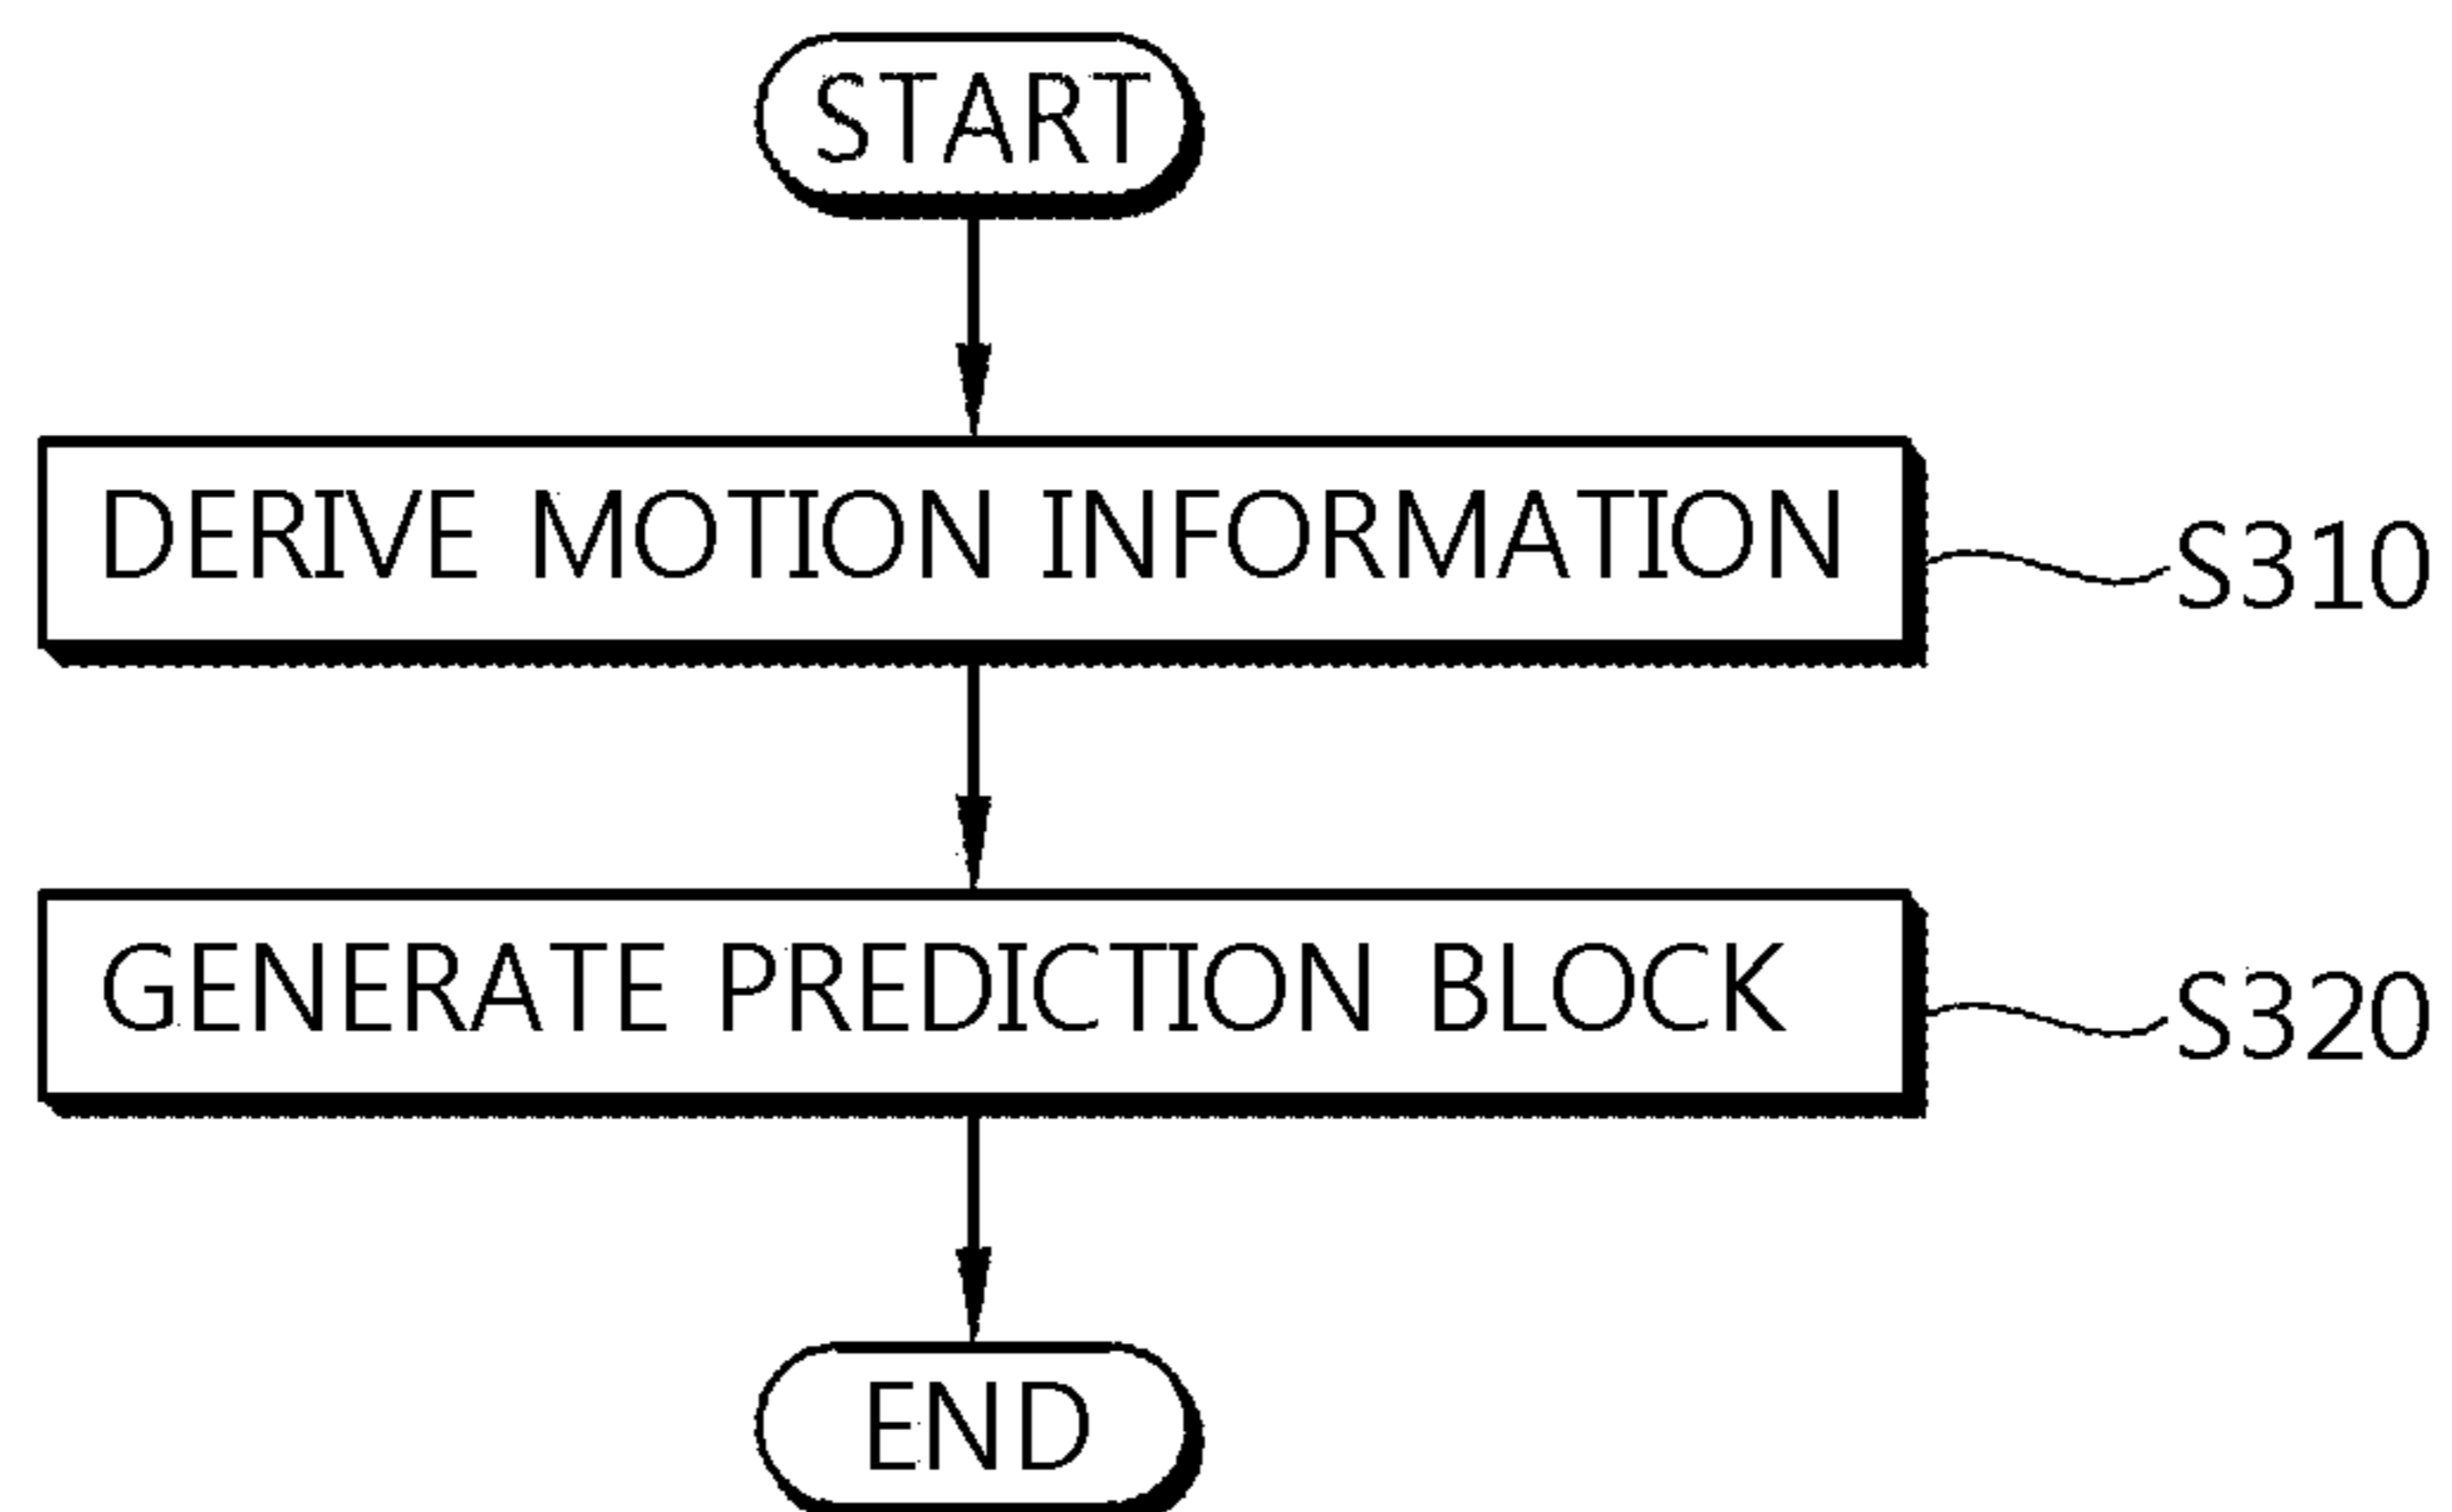 START
DERIVE MOTION INFORMATION
S310
GENERATE PREDICTION BLOCK
S320
END